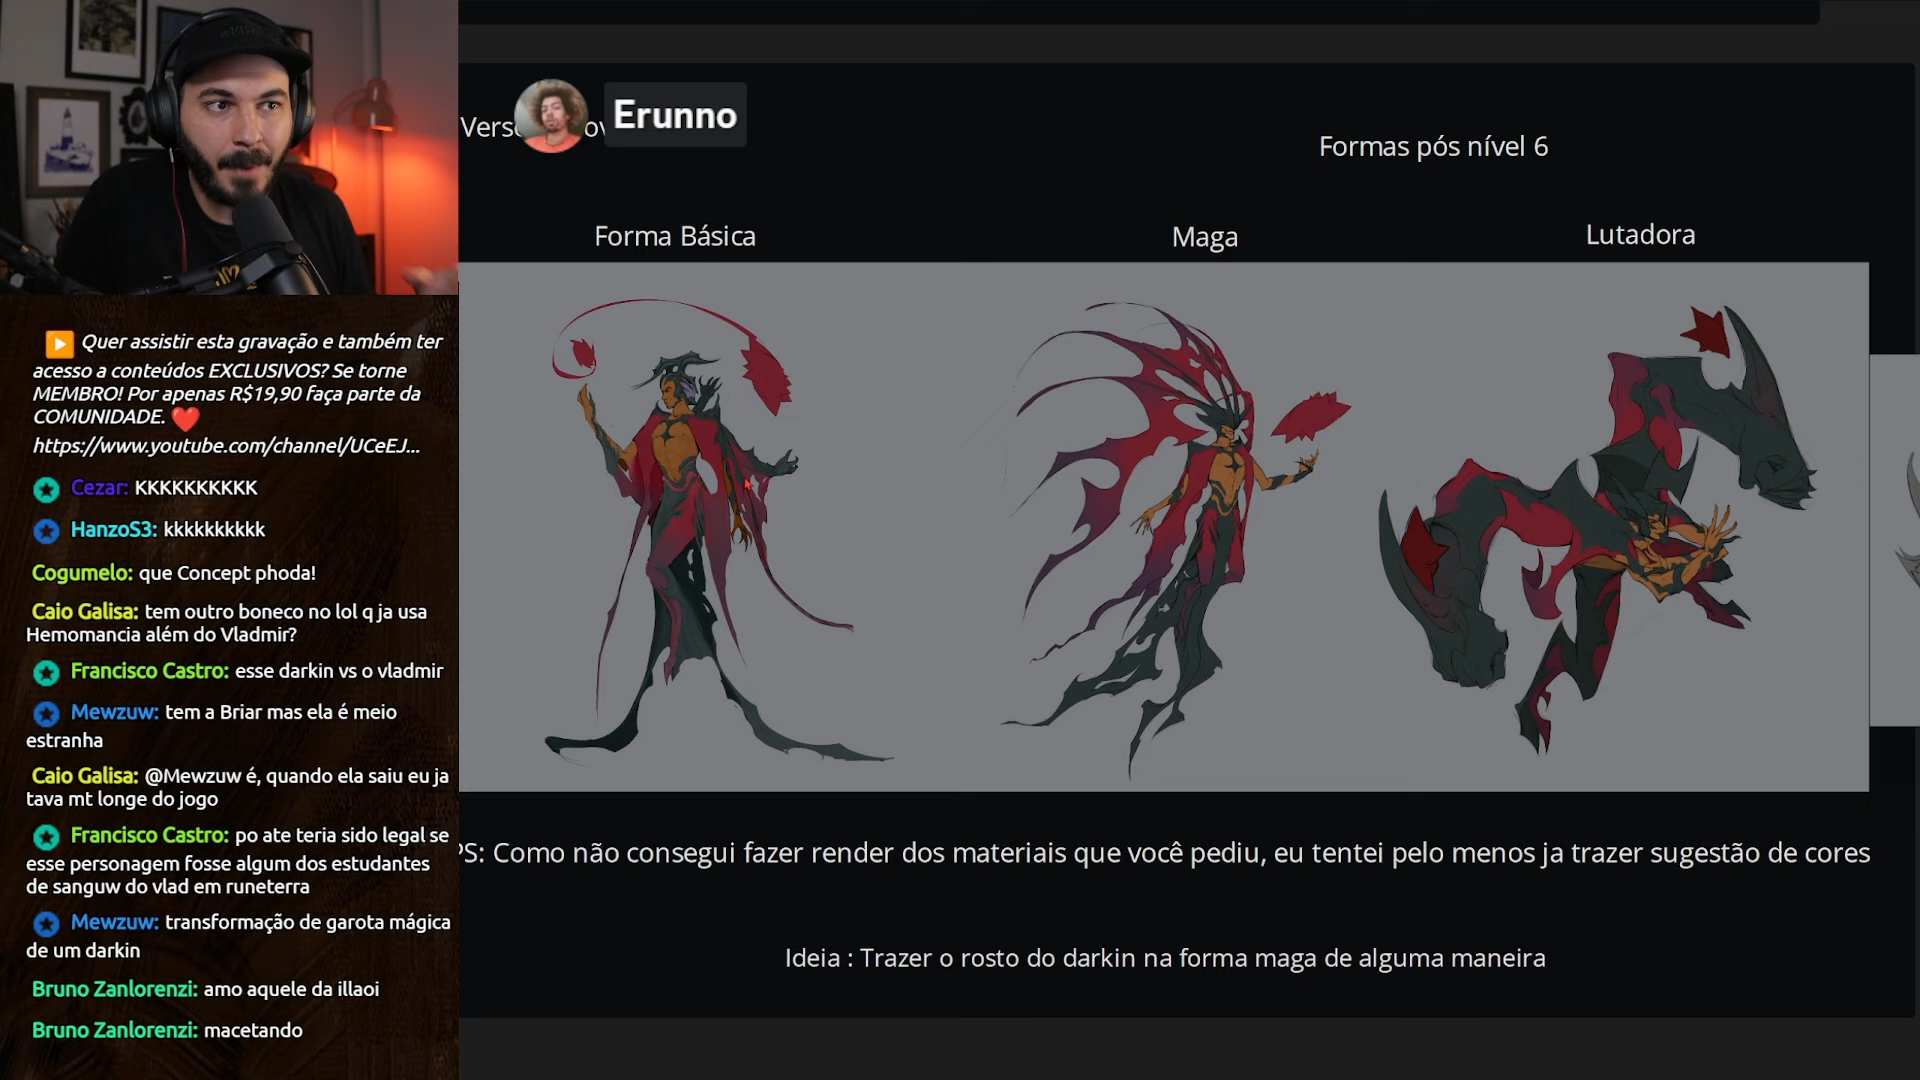 Erunno
Formas pós nível 6
Forma Básica
Maga
Lutadora
PS: Como não consegui fazer render dos materiais que você pediu, eu tentei pelo menos ja trazer sugestão de cores
Ideia : Trazer o rosto do darkin na forma maga de alguma maneira
Quer assistir esta gravação e também ter
acesso a conteúdos EXCLUSIVOS? Se torne
MEMBRO! Por apenas R$19,90 faça parte da
COMUNIDADE.
https://www.youtube.com/channel/UCeEJ...
Cezar: KKKKKKKKKK
HanzoS3: kkkkkkkkkk
Cogumelo: que Concept phoda!
Caio Galisa: tem outro boneco no lol q ja usa
Hemomancia além do Vladmir?
Francisco Castro: esse darkin vs o vladmir
Mewzuw: tem a Briar mas ela é meio
estranha
Caio Galisa: @Mewzuw é, quando ela saiu eu ja
tava mt longe do jogo
Francisco Castro: po ate teria sido legal se
esse personagem fosse algum dos estudantes
de sanguw do vlad em runeterra
Mewzuw: transformação de garota mágica
de um darkin
Bruno Zanlorenzi: amo aquele da illaoi
Bruno Zanlorenzi: macetando